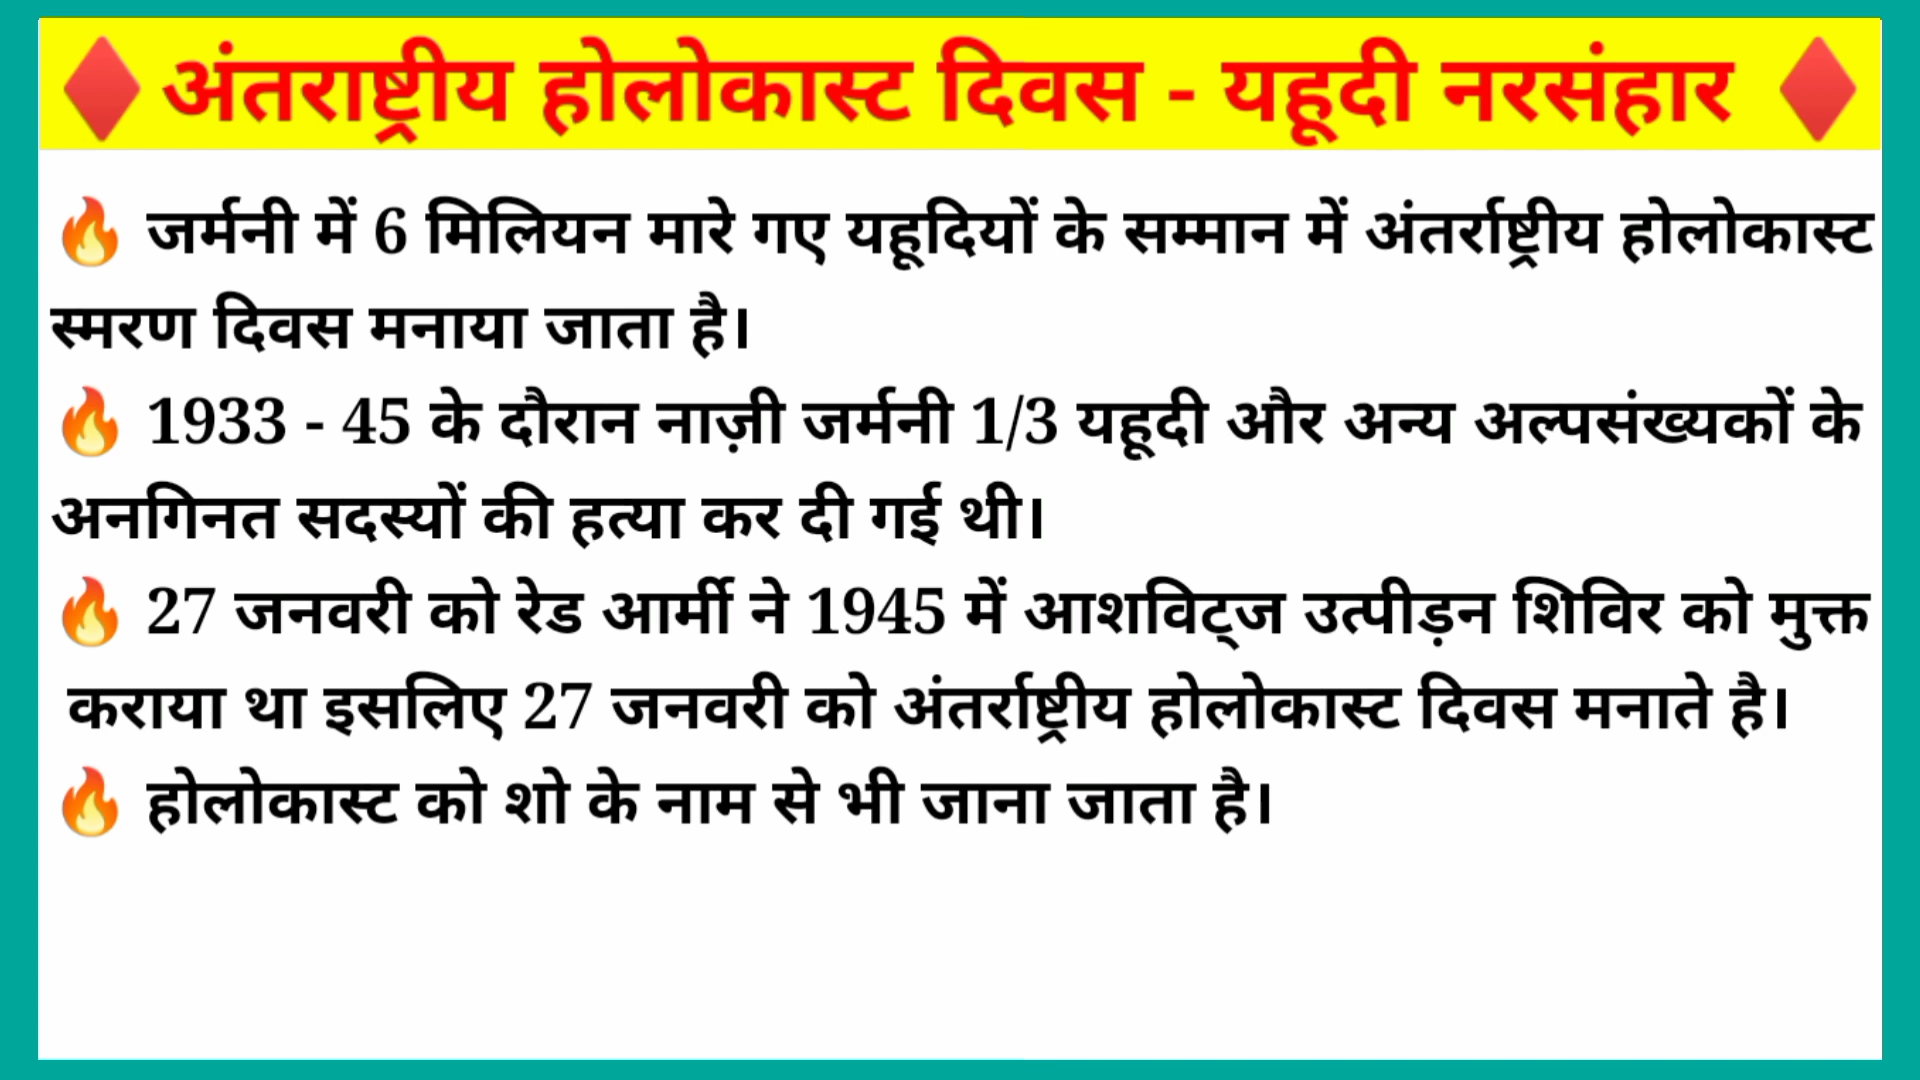 ♦️ अंतराष्ट्रीय होलोकास्ट दिवस - यहूदी नरसंहार ♦️
🔥 जर्मनी में 6 मिलियन मारे गए यहूदियों के सम्मान में अंतर्राष्ट्रीय होलोकास्ट
स्मरण दिवस मनाया जाता है।
🔥 1933 - 45 के दौरान नाज़ी जर्मनी 1/3 यहूदी और अन्य अल्पसंख्यकों के
अनगिनत सदस्यों की हत्या कर दी गई थी।
🔥 27 जनवरी को रेड आर्मी ने 1945 में आशविट्ज उत्पीड़न शिविर को मुक्त
कराया था इसलिए 27 जनवरी को अंतर्राष्ट्रीय होलोकास्ट दिवस मनाते है।
🔥 होलोकास्ट को शो के नाम से भी जाना जाता है।